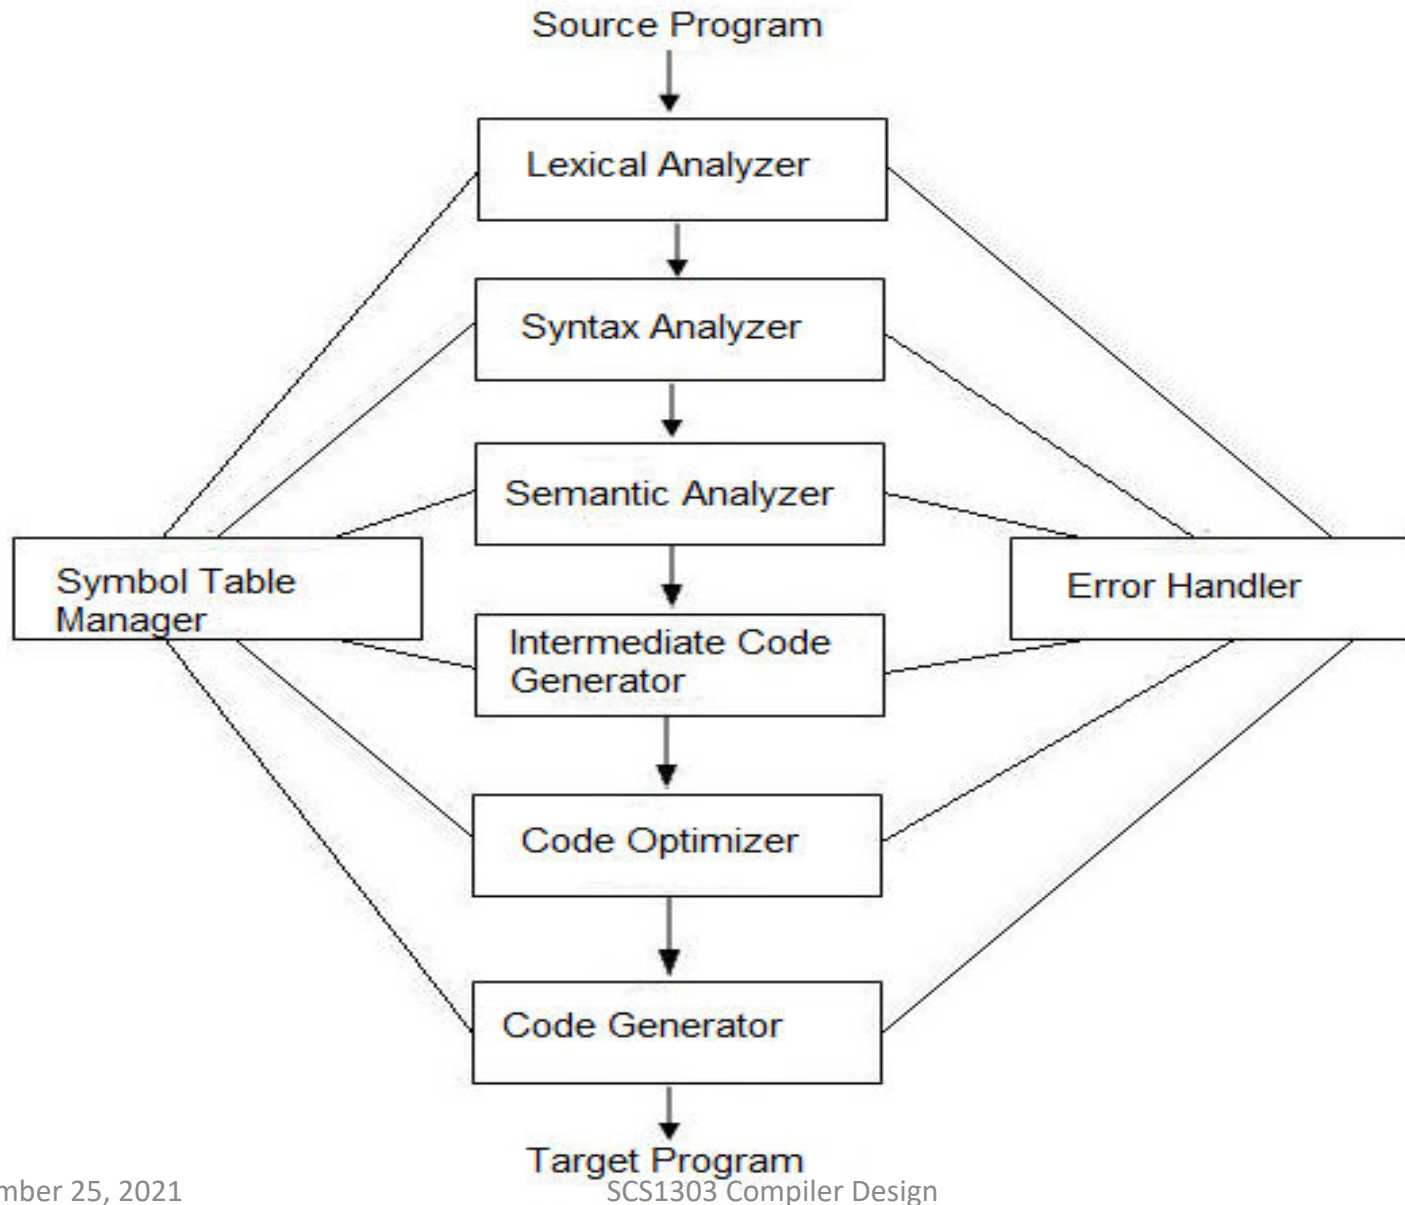 Source Program
Lexical Analyzer
Syntax Analyzer
Semantic Analyzer
Symbol Table
Manager
Error Handler
Intermediate Code
Generator
Code Optimizer
Code Generator
Target Program
mber 25, 2021
SCS1303 Compiler Design